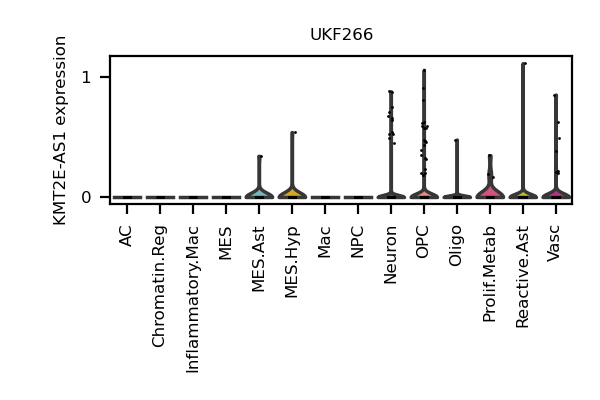 UKF266
KMT2E-AS1 expression
1
0
AC
Chromatin.Reg
Inflammatory.Mac
MES
MES.Ast
MES.Hyp
Mac
NPC
Neuron
OPC
Oligo
Prolif.Metab
Reactive.Ast
Vasc